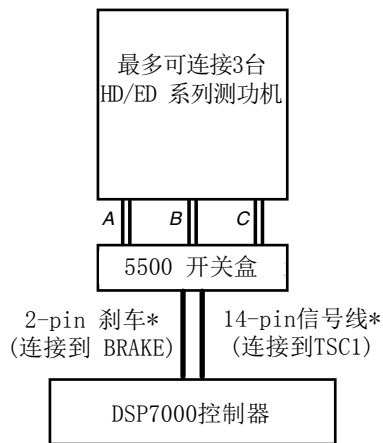 最多可连接3台
HD/ED 系列测功机
A B C
5500 开关盒
2-pin 刹车*
(连接到 BRAKE)
14-pin信号线*
(连接到TSC1)
DSP7000控制器